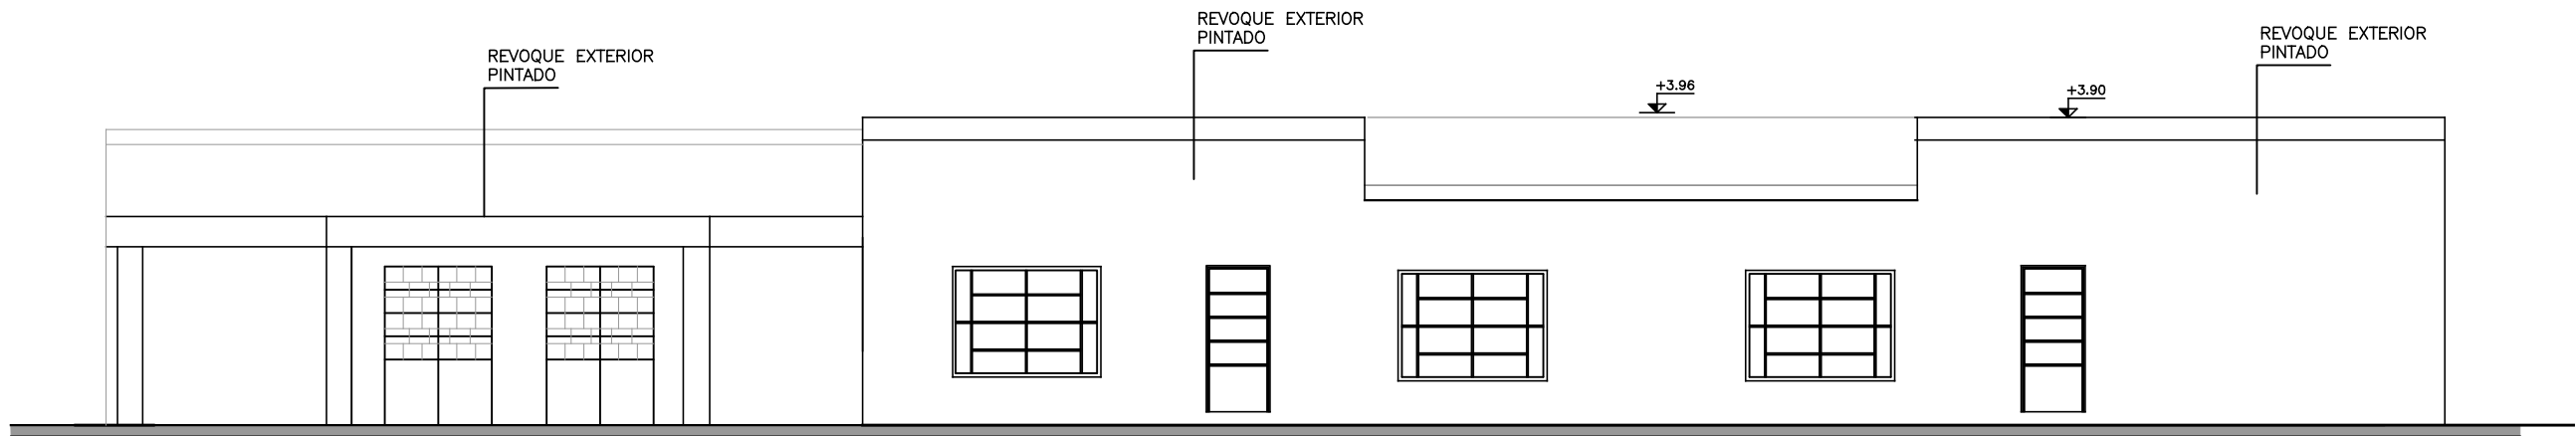 REVOQUE EXTERIOR
PINTADO
REVOQUE EXTERIOR
PINTADO
+3.96
+3.90
REVOQUE EXTERIOR
PINTADO